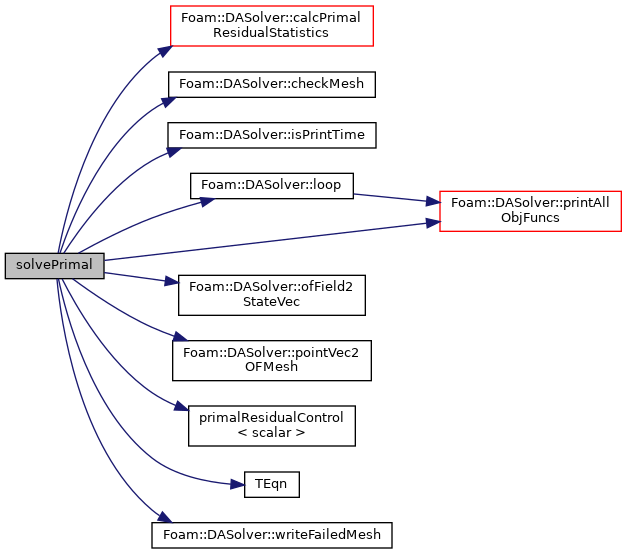 Foam::DASolver::calcPrimal
ResidualStatistics
Foam::DASolver::checkMesh
Foam::DASolver::isPrintTime
Foam::DASolver::loop
Foam::DASolver::printAll
ObjFuncs
solvePrimal
Foam::DASolver::ofField2
StateVec
Foam::DASolver::pointVec2
OFMesh
primalResidualControl
< scalar >
TEqn
Foam::DASolver::writeFailedMesh